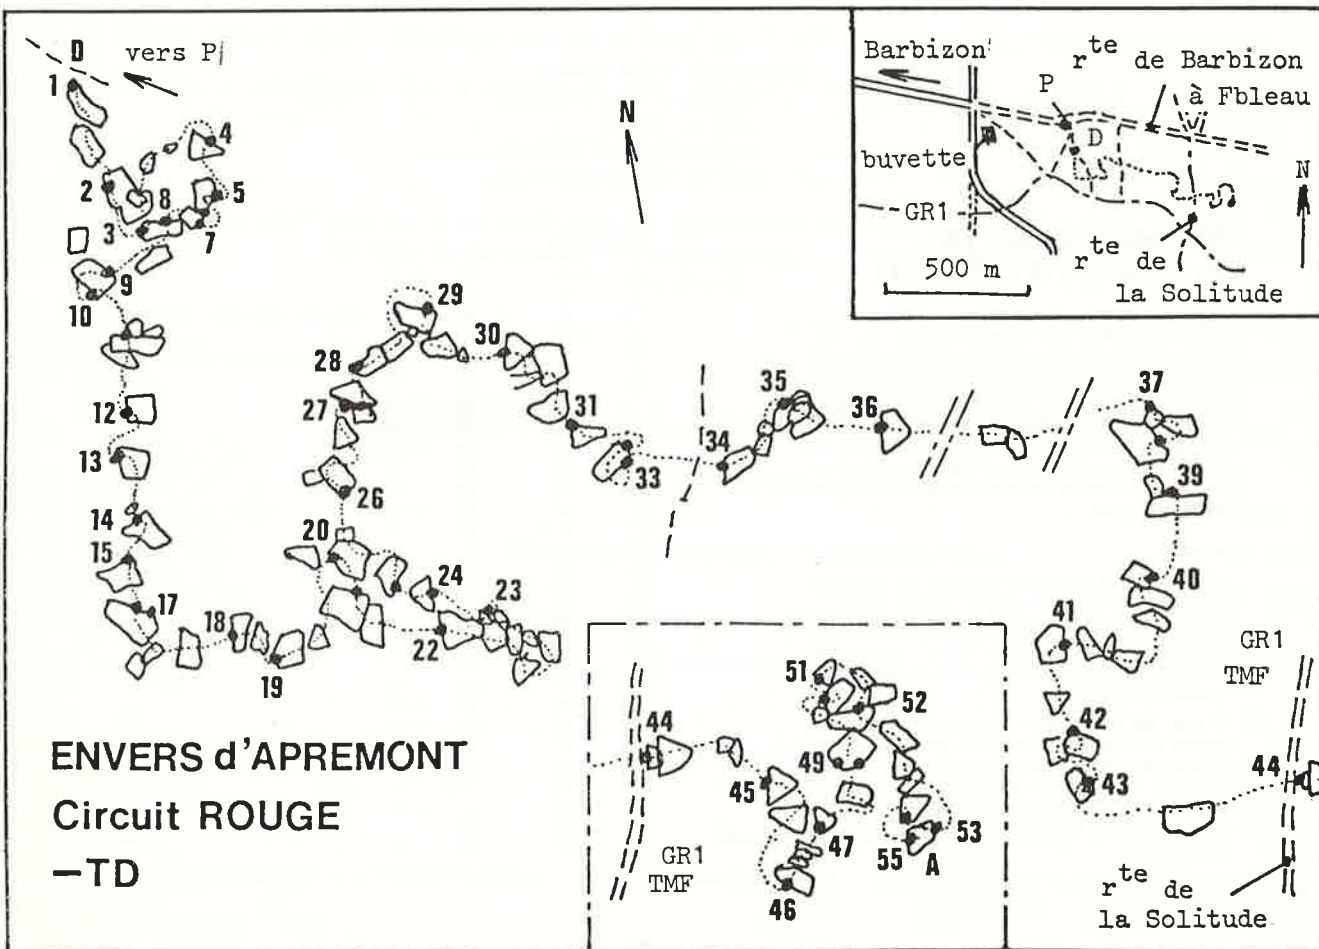 D vers P
1
4
2
8
5
3
7
9
10
12
13
14
15
17
18
19
N
29
28
30
27
31
26
33
20
24
23
22
34
35
36
37
39
40
41
42
43
44
GR1
TMF
rte de
la Solitude
Barbizon
rte de Barbizon
à Fbleau
P
D
buvette
GR1
N
rte de
la Solitude
500 m
44
51
52
49
45
47
53
55
A
46
GR1
TMF
ENVERS d'APREMONT
Circuit ROUGE
–TD